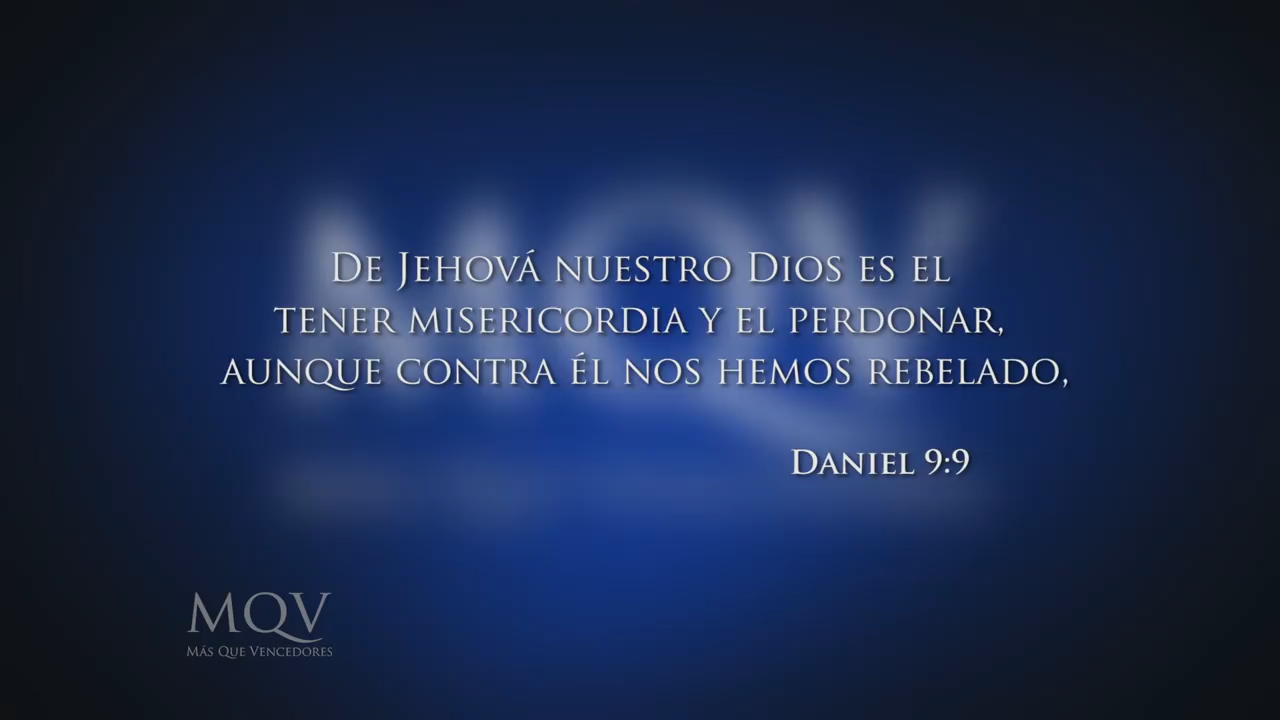 De Jehová nuestro Dios es el
tener misericordia y el perdonar,
aunque contra él nos hemos rebelado,
Daniel 9:9
MQV
Más Que Vencedores